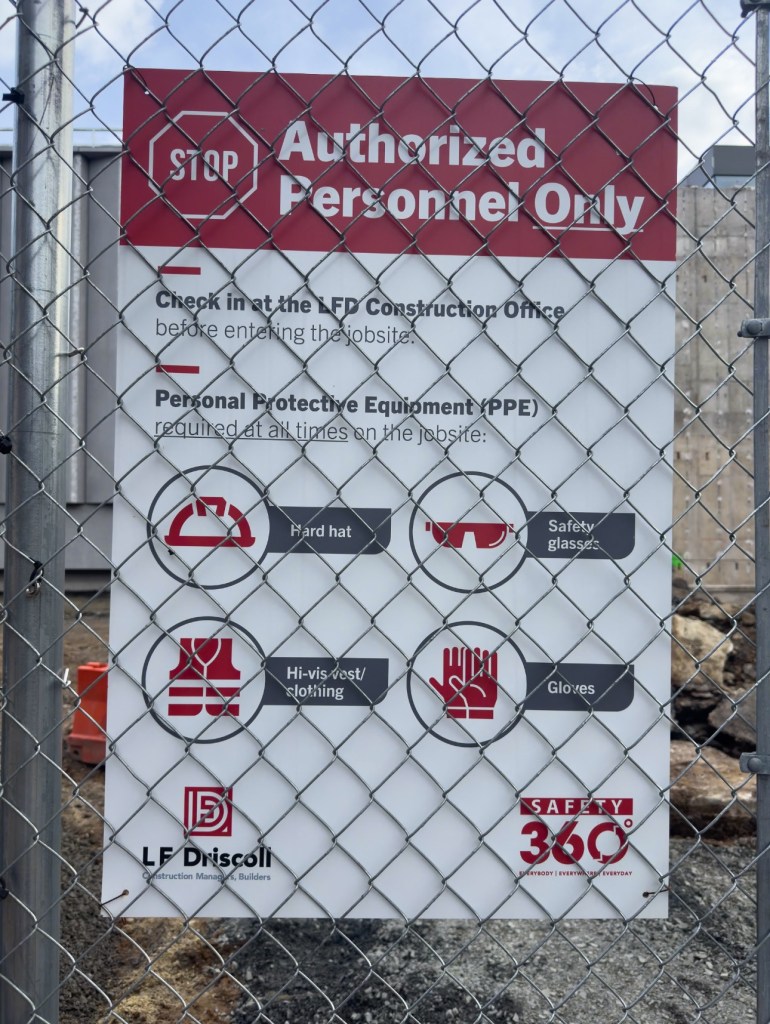 STOP
Authorized
Personnel Only
Check in at the LFD Construction Office
before entering the jobsite.
Personal Protective Equipment (PPE)
required at all times on the jobsite:
Hard hat
Safety
glasses
Hi-vis vest/
clothing
Gloves
LF Driscoll
Construction Managers, Builders
SAFETY
360°
EVERYBODY | EVERYWHERE | EVERYDAY